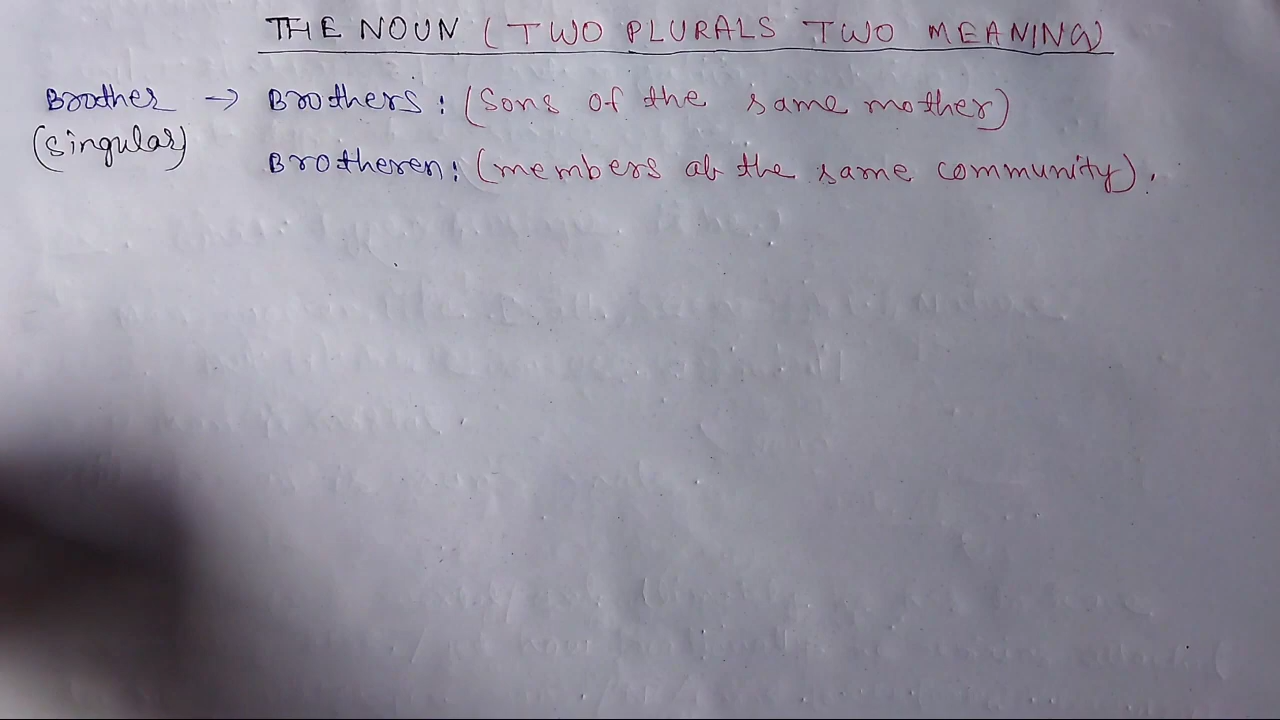 THE NOUN (TWO PLURALS TWO MEANING)
Brother → Brothers: (Sons of the same mother)
(singular)
Brotheren: (members of the same community).